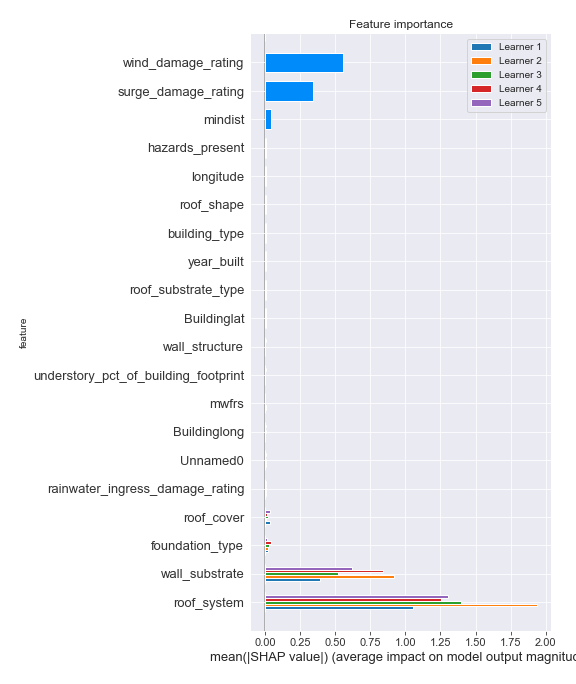 Feature importance
Learner 1
Learner 2
Learner 3
Learner 4
Learner 5
wind_damage_rating
surge_damage_rating
mindist
hazards_present
longitude
roof_shape
building_type
year_built
roof_substrate_type
Buildinglat
wall_structure
understory_pct_of_building_footprint
mwfrs
Buildinglong
Unnamed0
rainwater_ingress_damage_rating
roof_cover
foundation_type
wall_substrate
roof_system
feature
0.00 0.25 0.50 0.75 1.00 1.25 1.50 1.75 2.00
mean(|SHAP value|) (average impact on model output magnitud